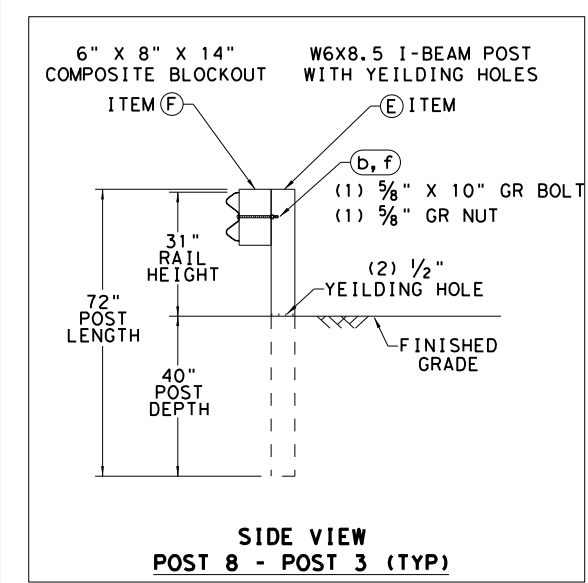 6" X 8" X 14"
COMPOSITE BLOCKOUT
ITEM F
W6X8.5 I-BEAM POST
WITH YEILDING HOLES
E ITEM
b, f
(1) 5/8" X 10" GR BOLT
(1) 5/8" GR NUT
31"
RAIL
HEIGHT
(2) 1/2"
YEILDING HOLE
72"
POST
LENGTH
FINISHED
GRADE
40"
POST
DEPTH
SIDE VIEW
POST 8 - POST 3 (TYP)